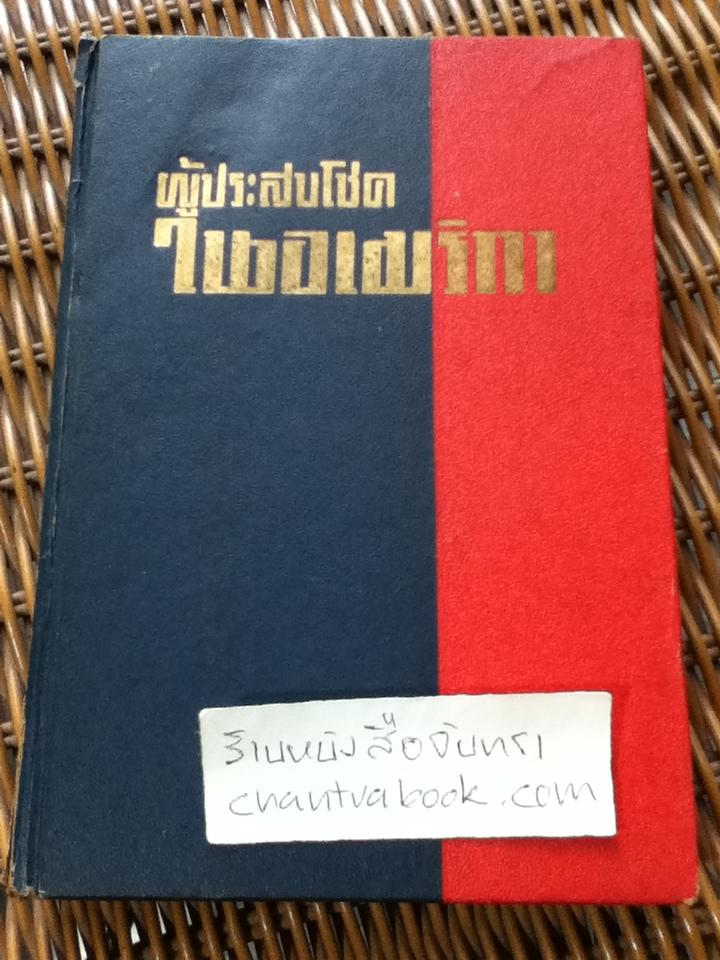 ผู้ประสบโชค
ในอเมริกา
ร้านหนังสือจันทรา
chantrabook.com